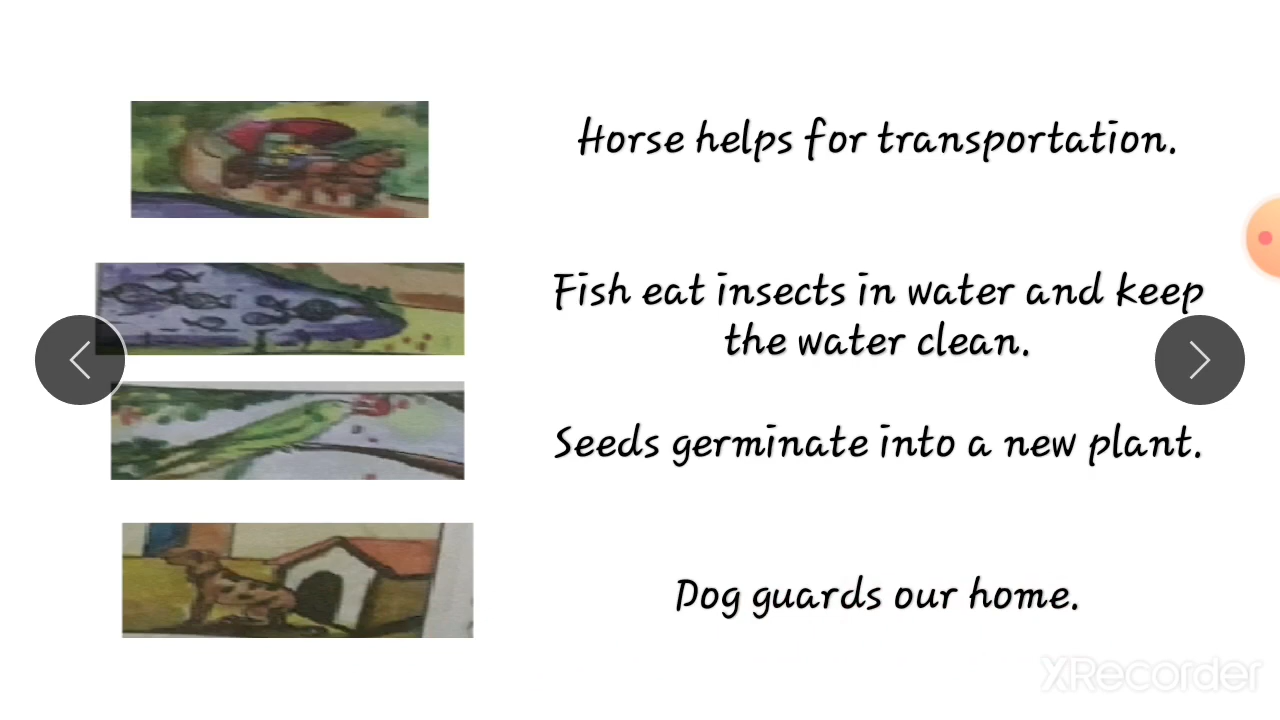 Horse helps for transportation.
Fish eat insects in water and keep
the water clean.
Seeds germinate into a new plant.
Dog guards our home.
XRecorder